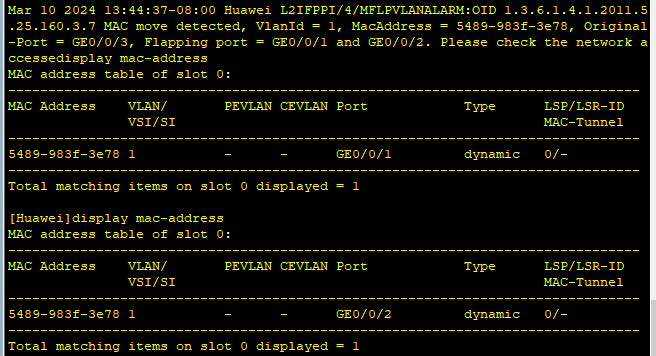 Mar 10 2024 13:44:37-08:00 Huawei L2IFPPI/4/MFLPVLANALARM:OID 1.3.6.1.4.1.2011.5
.25.160.3.7 MAC move detected, VlanId = 1, MacAddress = 5489-983f-3e78, Original
-Port = GE0/0/3, Flapping port = GE0/0/1 and GE0/0/2. Please check the network a
ccessedisplay mac-address
MAC address table of slot 0:
-------------------------------------------------------------------------------
MAC Address    VLAN/       PEVLAN CEVLAN Port            Type      LSP/LSR-ID
               VSI/SI                                              MAC-Tunnel
-------------------------------------------------------------------------------
5489-983f-3e78 1           -      -      GE0/0/1         dynamic   0/-
-------------------------------------------------------------------------------
Total matching items on slot 0 displayed = 1
[Huawei]display mac-address
MAC address table of slot 0:
-------------------------------------------------------------------------------
MAC Address    VLAN/       PEVLAN CEVLAN Port            Type      LSP/LSR-ID
               VSI/SI                                              MAC-Tunnel
-------------------------------------------------------------------------------
5489-983f-3e78 1           -      -      GE0/0/2         dynamic   0/-
-------------------------------------------------------------------------------
Total matching items on slot 0 displayed = 1